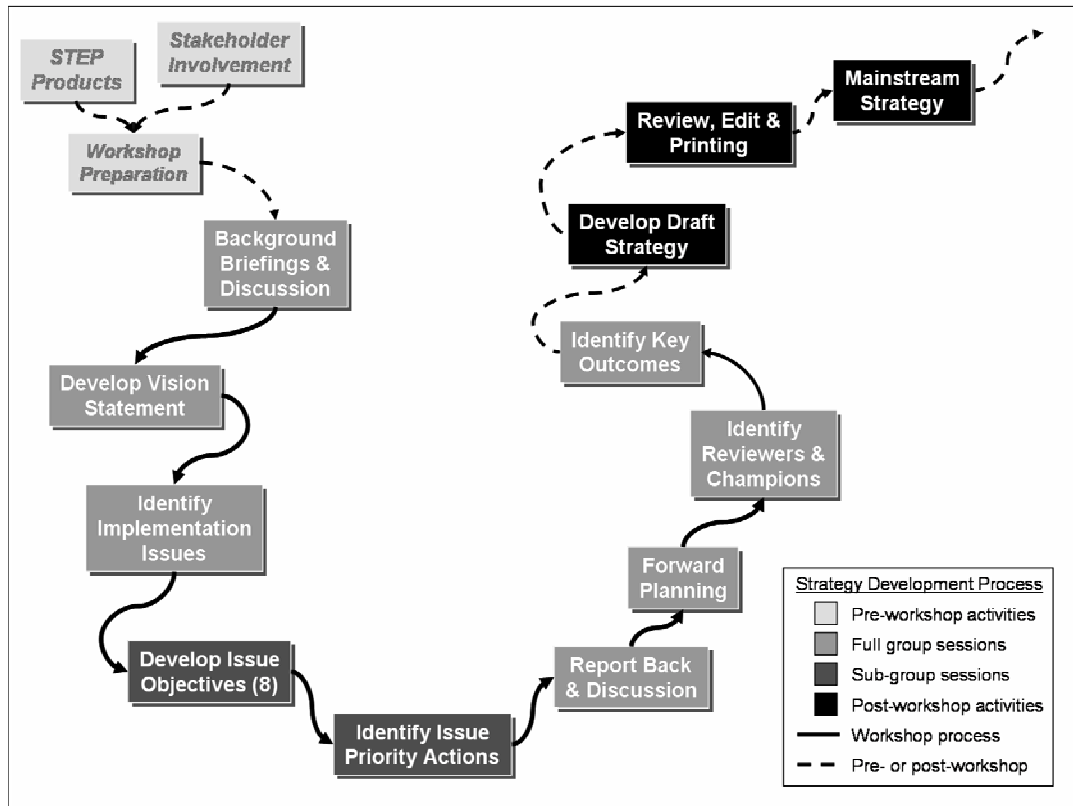 STEP
Products
Stakeholder
Involvement
Workshop
Preparation
Background
Briefings &
Discussion
Develop Vision
Statement
Identify
Implementation
Issues
Develop Issue
Objectives (8)
Identify Issue
Priority Actions
Report Back
& Discussion
Forward
Planning
Identify
Reviewers &
Champions
Identify Key
Outcomes
Develop Draft
Strategy
Review, Edit &
Printing
Mainstream
Strategy
Strategy Development Process
Pre-workshop activities
Full group sessions
Sub-group sessions
Post-workshop activities
Workshop process
Pre- or post-workshop